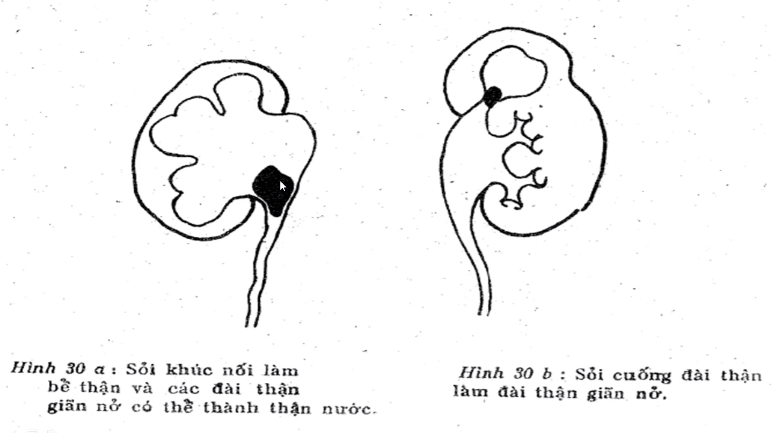 Hình 30 a : Sỏi khúc nối làm
bề thận và các đài thận
giãn nở có thể thành thận nước.
Hình 30 b : Sỏi cuống đài thận
làm đài thận giãn nở.